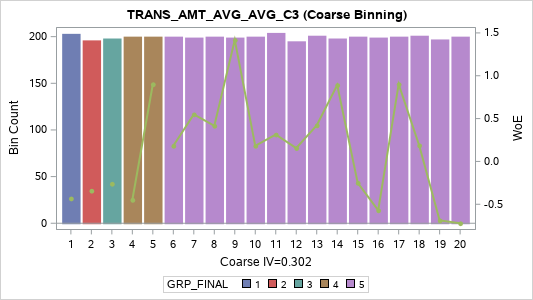 TRANS_AMT_AVG_AVG_C3 (Coarse Binning)
Bin Count
200
150
100
50
0
1.5
1.0
0.5
0.0
-0.5
WoE
1 2 3 4 5 6 7 8 9 10 11 12 13 14 15 16 17 18 19 20
Coarse IV=0.302
GRP_FINAL 1 2 3 4 5